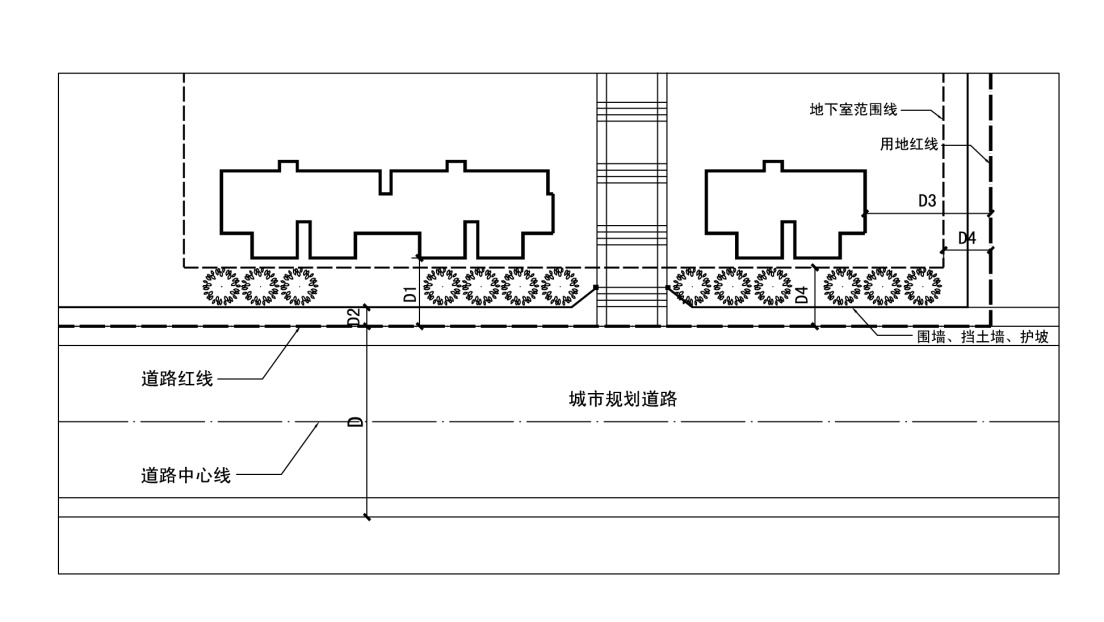 地下室范围线
用地红线
D3
D4
D1
D4
D2
围墙、挡土墙、护坡
道路红线
城市规划道路
D
道路中心线